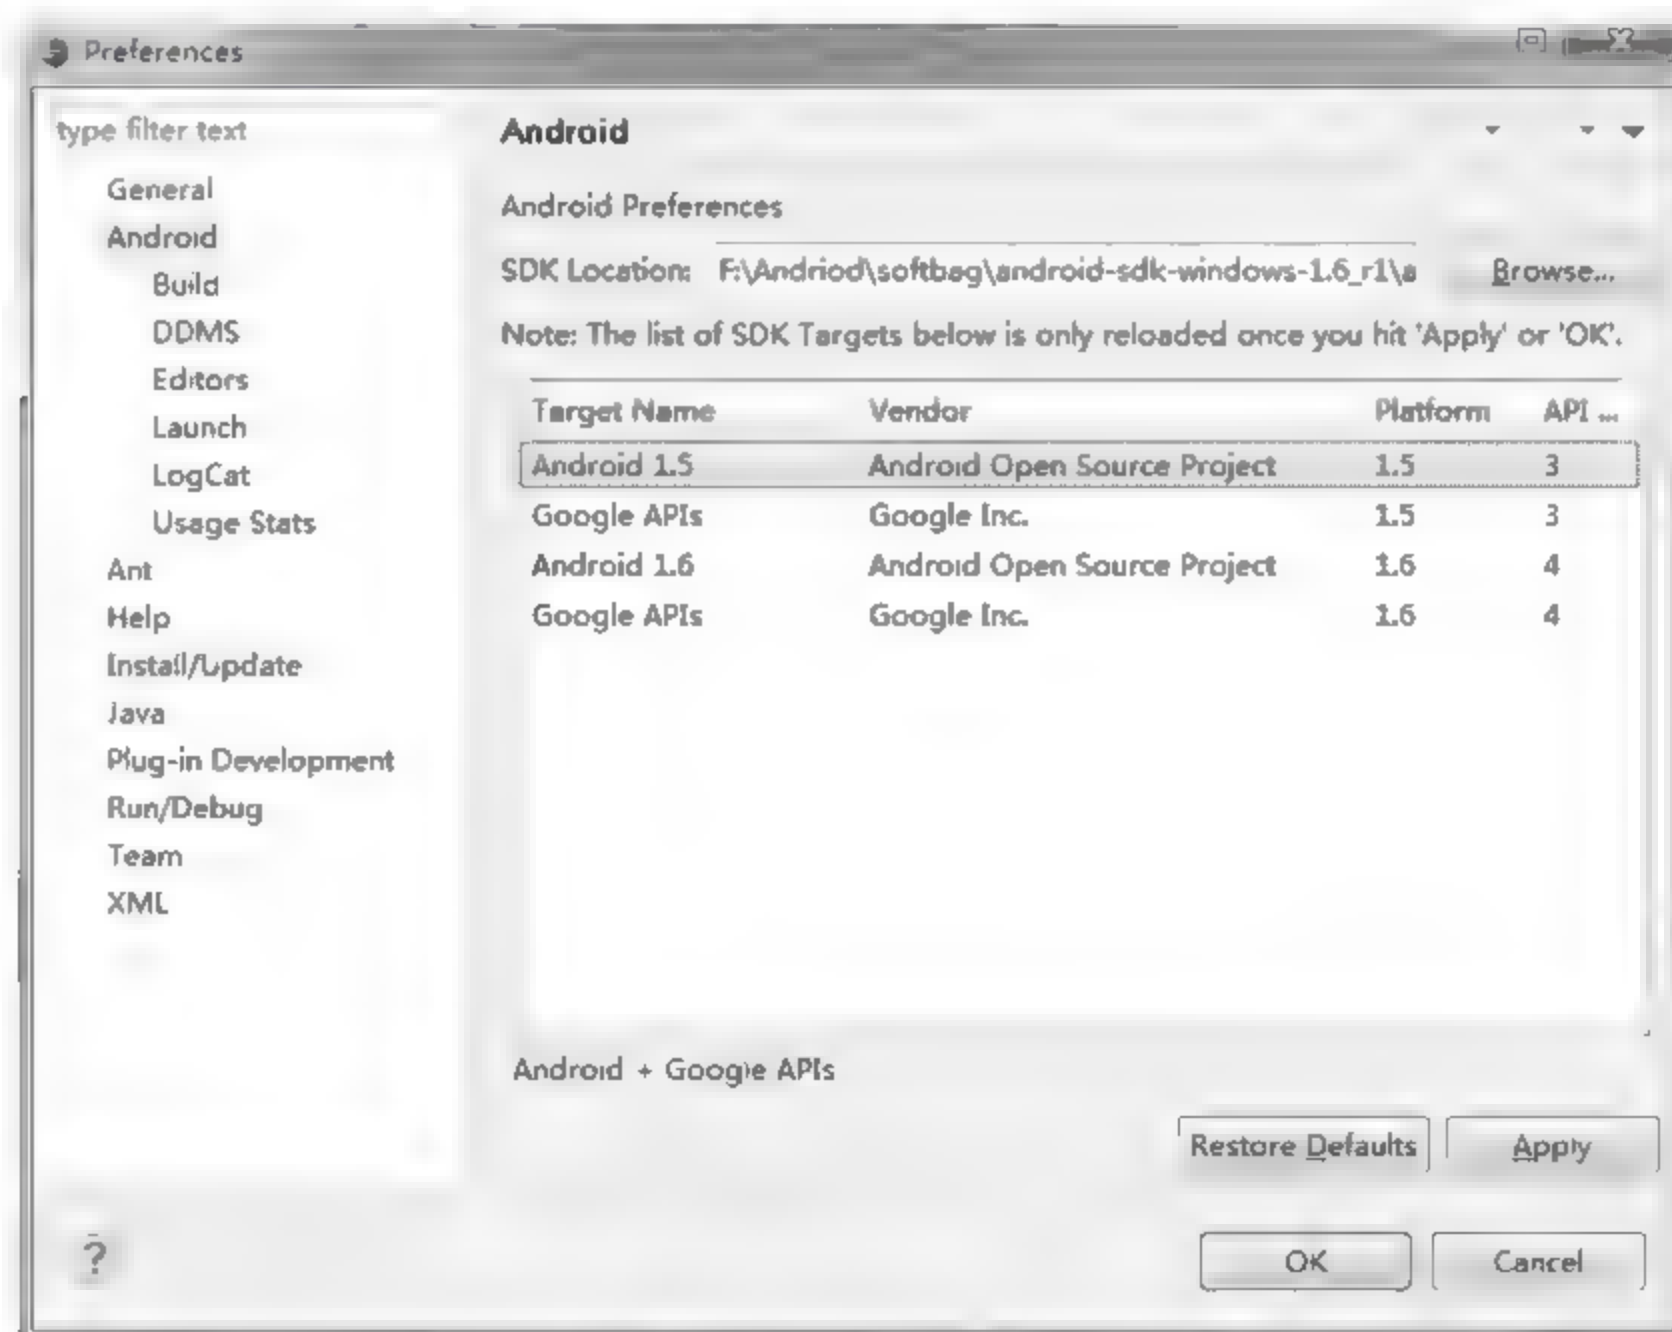 Preferences
type filter text
General
Android
Build
DDMS
Editors
Launch
LogCat
Usage Stats
Ant
Help
Install/Update
Java
Plug-in Development
Run/Debug
Team
XML
Android
Android Preferences
SDK Location: F:\Andriod\softbag\android-sdk-windows-1.6_r1\a Browse...
Note: The list of SDK Targets below is only reloaded once you hit 'Apply' or 'OK'.
Target Name Vendor Platform API ...
Android 1.5 Android Open Source Project 1.5 3
Google APIs Google Inc. 1.5 3
Android 1.6 Android Open Source Project 1.6 4
Google APIs Google Inc. 1.6 4
Android + Google APIs
Restore Defaults Apply
? OK Cancel